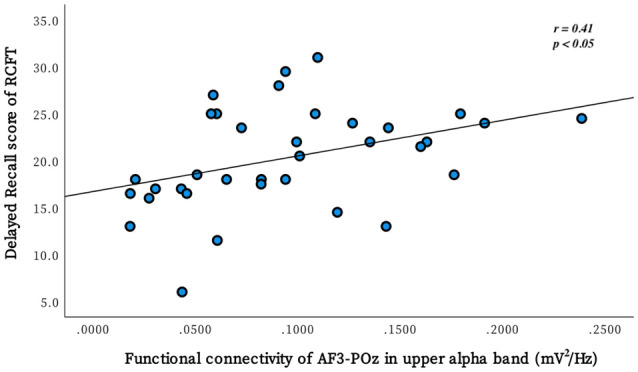 35.0
30.0
25.0
20.0
15.0
10.0
5.0
r = 0.41
p < 0.05
Delayed Recall score of RCFT
.0000 .0500 .1000 .1500 .2000 .2500
Functional connectivity of AF3-POz in upper alpha band (mV²/Hz)